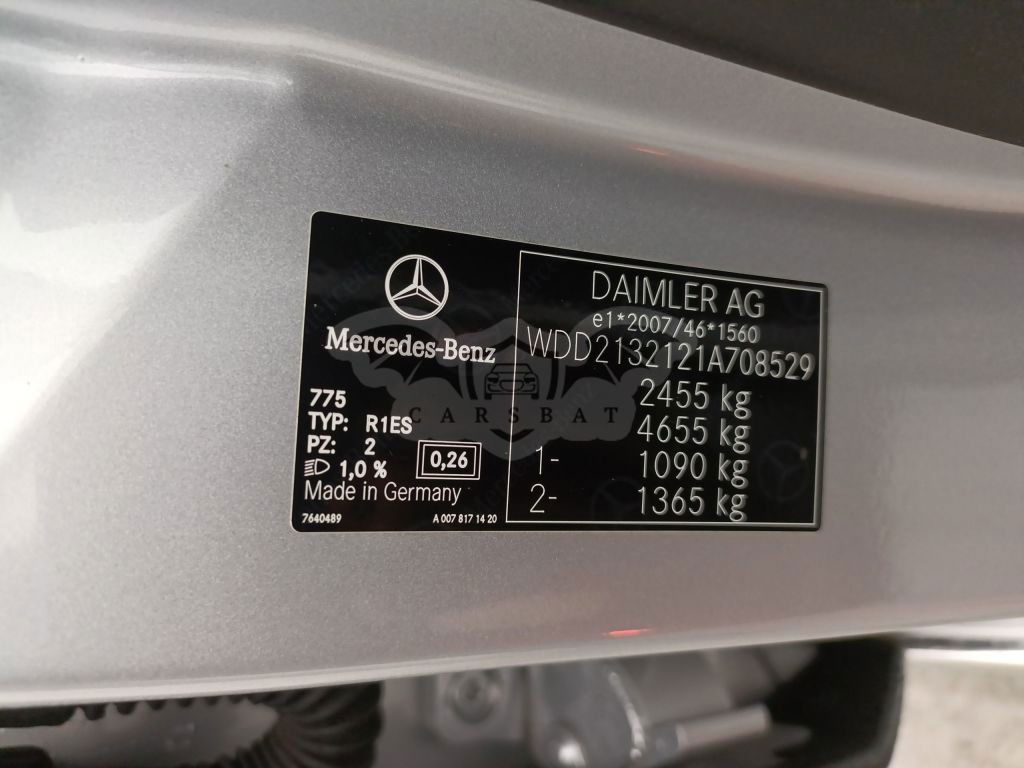 Mercedes-Benz
775
TYP: R1ES
PZ: 2
1,0 %
0,26
Made in Germany
7640489
A 007 817 14 20
DAIMLER AG
e1*2007/46*1560
WDD2132121A708529
2455 kg
4655 kg
1- 1090 kg
2- 1365 kg
CARSBAT